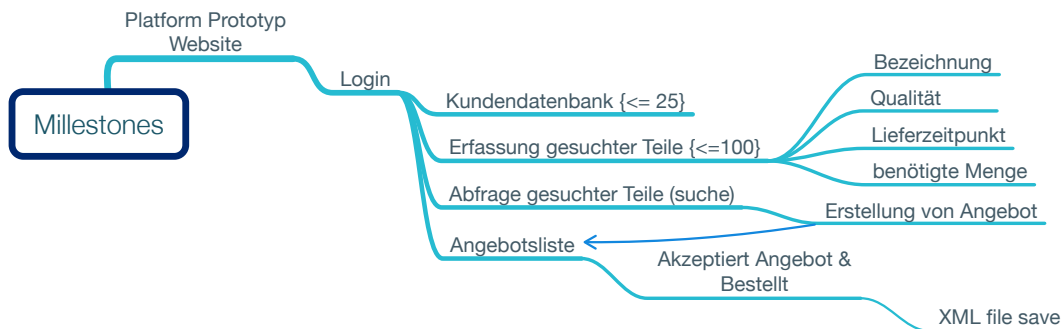 Platform Prototyp
Website
Millestones
Login
Kundendatenbank {<= 25}
Erfassung gesuchter Teile {<=100}
Bezeichnung
Qualität
Lieferzeitpunkt
benötigte Menge
Abfrage gesuchter Teile (suche)
Erstellung von Angebot
Angebotsliste
Akzeptiert Angebot &
Bestellt
XML file save